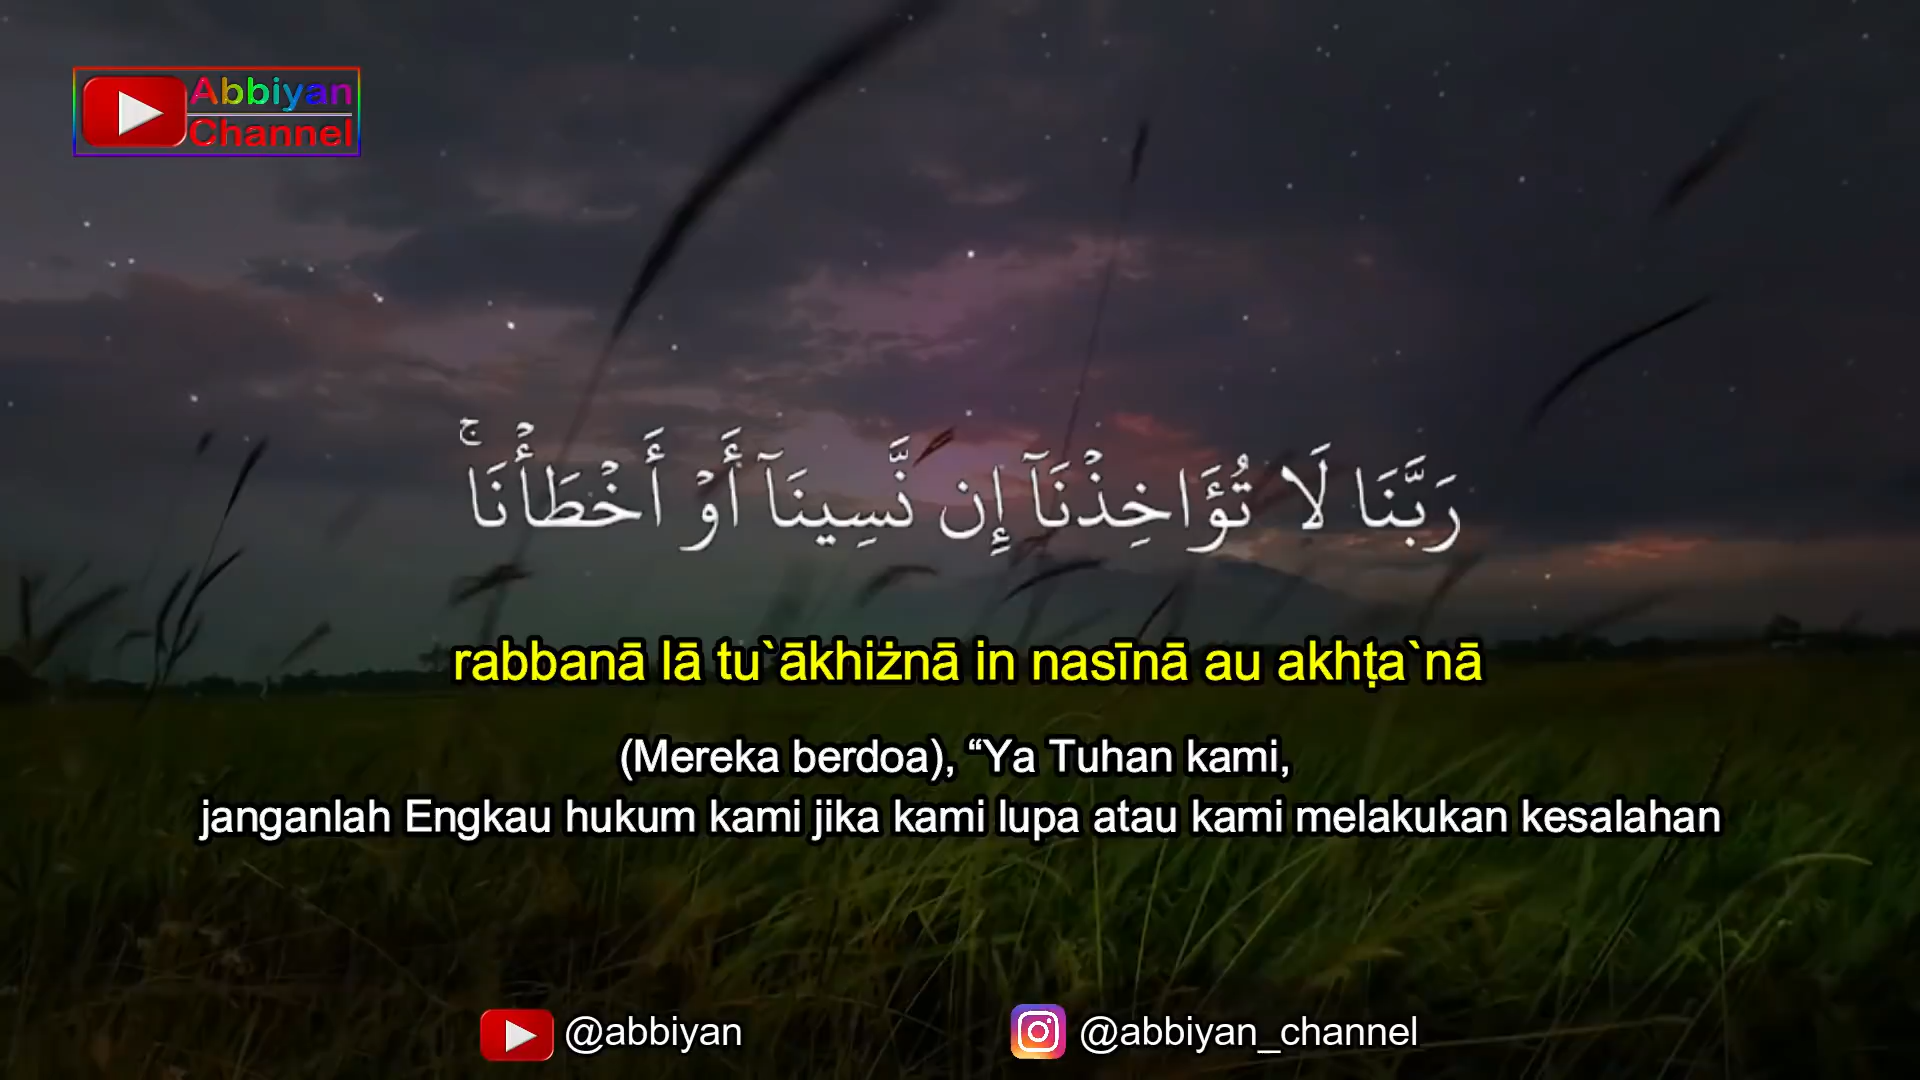 Abbiyan
Channel
رَبَّنَا لَا تُؤَاخِذْنَآ إِن نَّسِينَآ أَوْ أَخْطَأْنَا ۚ
rabbanā lā tu`ākhiżnā in nasīnā au akhṭa`nā
(Mereka berdoa), “Ya Tuhan kami,
janganlah Engkau hukum kami jika kami lupa atau kami melakukan kesalahan
@abbiyan
@abbiyan_channel